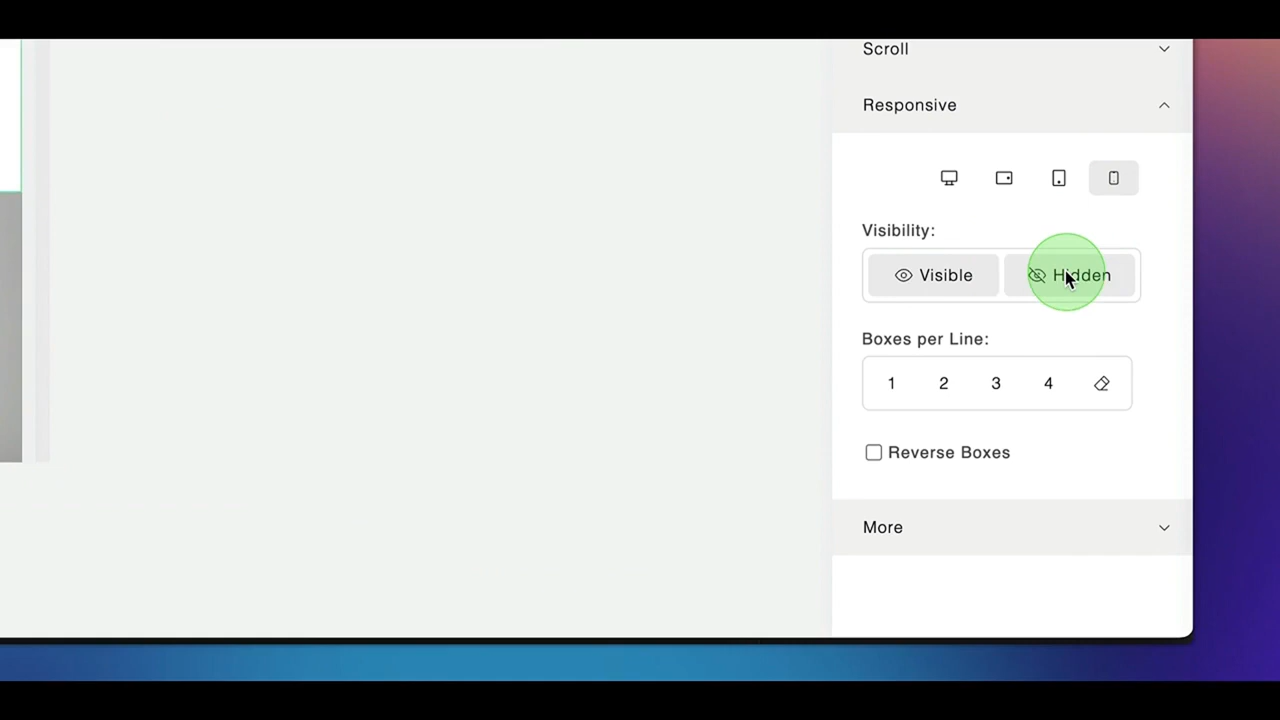 Scroll
Responsive
Visibility:
Visible Hidden
Boxes per Line:
1 2 3 4
Reverse Boxes
More